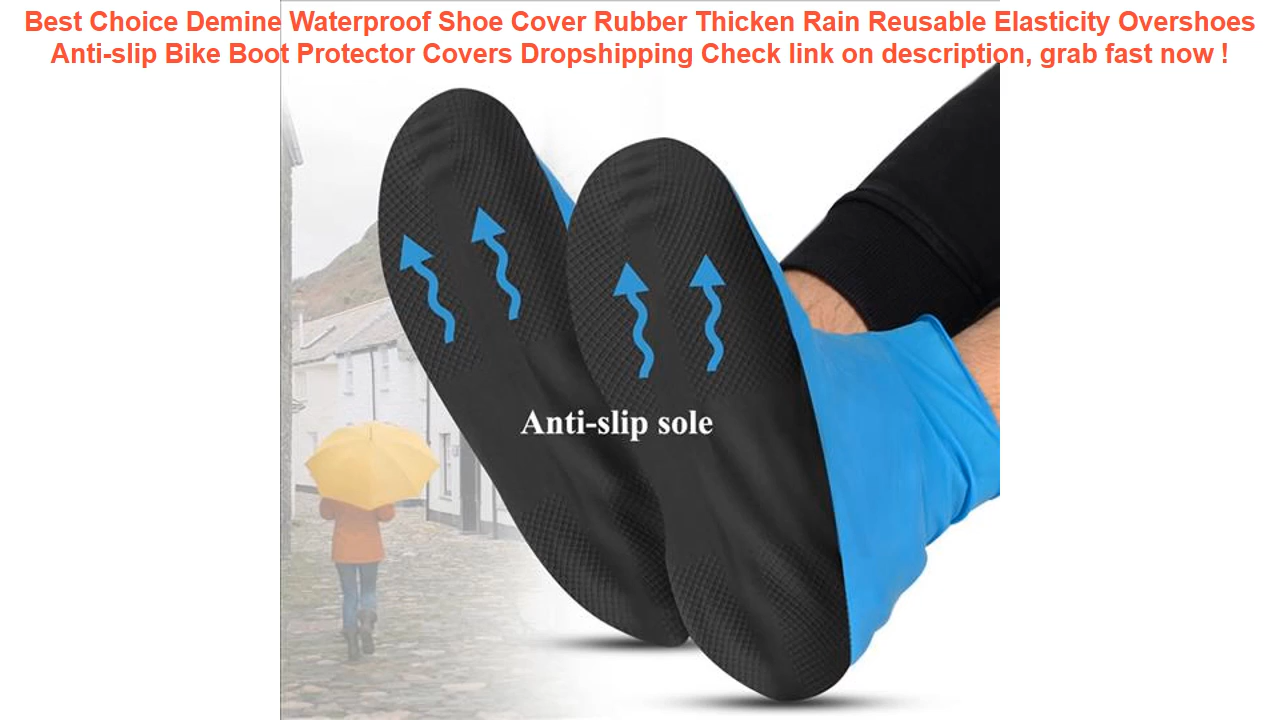 Best Choice Demine Waterproof Shoe Cover Rubber Thicken Rain Reusable Elasticity Overshoes
Anti-slip Bike Boot Protector Covers Dropshipping Check link on description, grab fast now !
Anti-slip sole